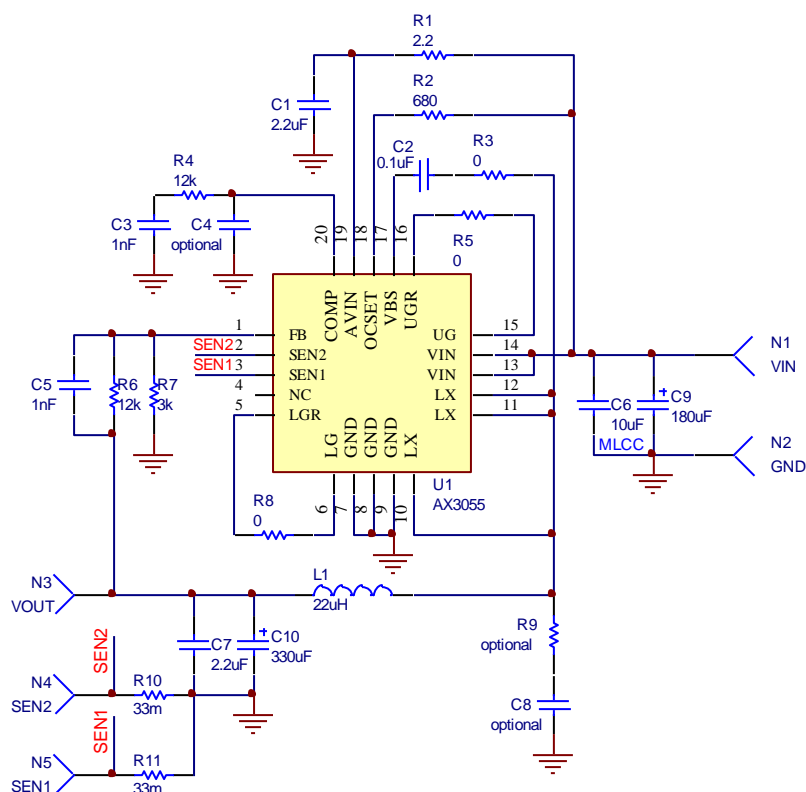 R1
2.2
R2
680
C1
2.2uF
C2
0.1uF
R3
0
R4
12k
C3
1nF
C4
optional
R5
0
20
19
18
17
16
COMP
AVIN
OCSET
VBS
UGR
1
FB
UG
15
SEN2
2
SEN2
VIN
14
SEN1
3
SEN1
VIN
13
4
NC
LX
12
5
LGR
LX
11
C5
1nF
R6
12k
R7
3k
N1
VIN
C6
10uF
MLCC
C9
180uF
N2
GND
LG
GND
GND
GND
LX
U1
AX3055
6
7
8
9
10
R8
0
N3
VOUT
L1
22uH
R9
optional
C7
2.2uF
C10
330uF
SEN2
N4
SEN2
R10
33m
C8
optional
SEN1
N5
SEN1
R11
33m